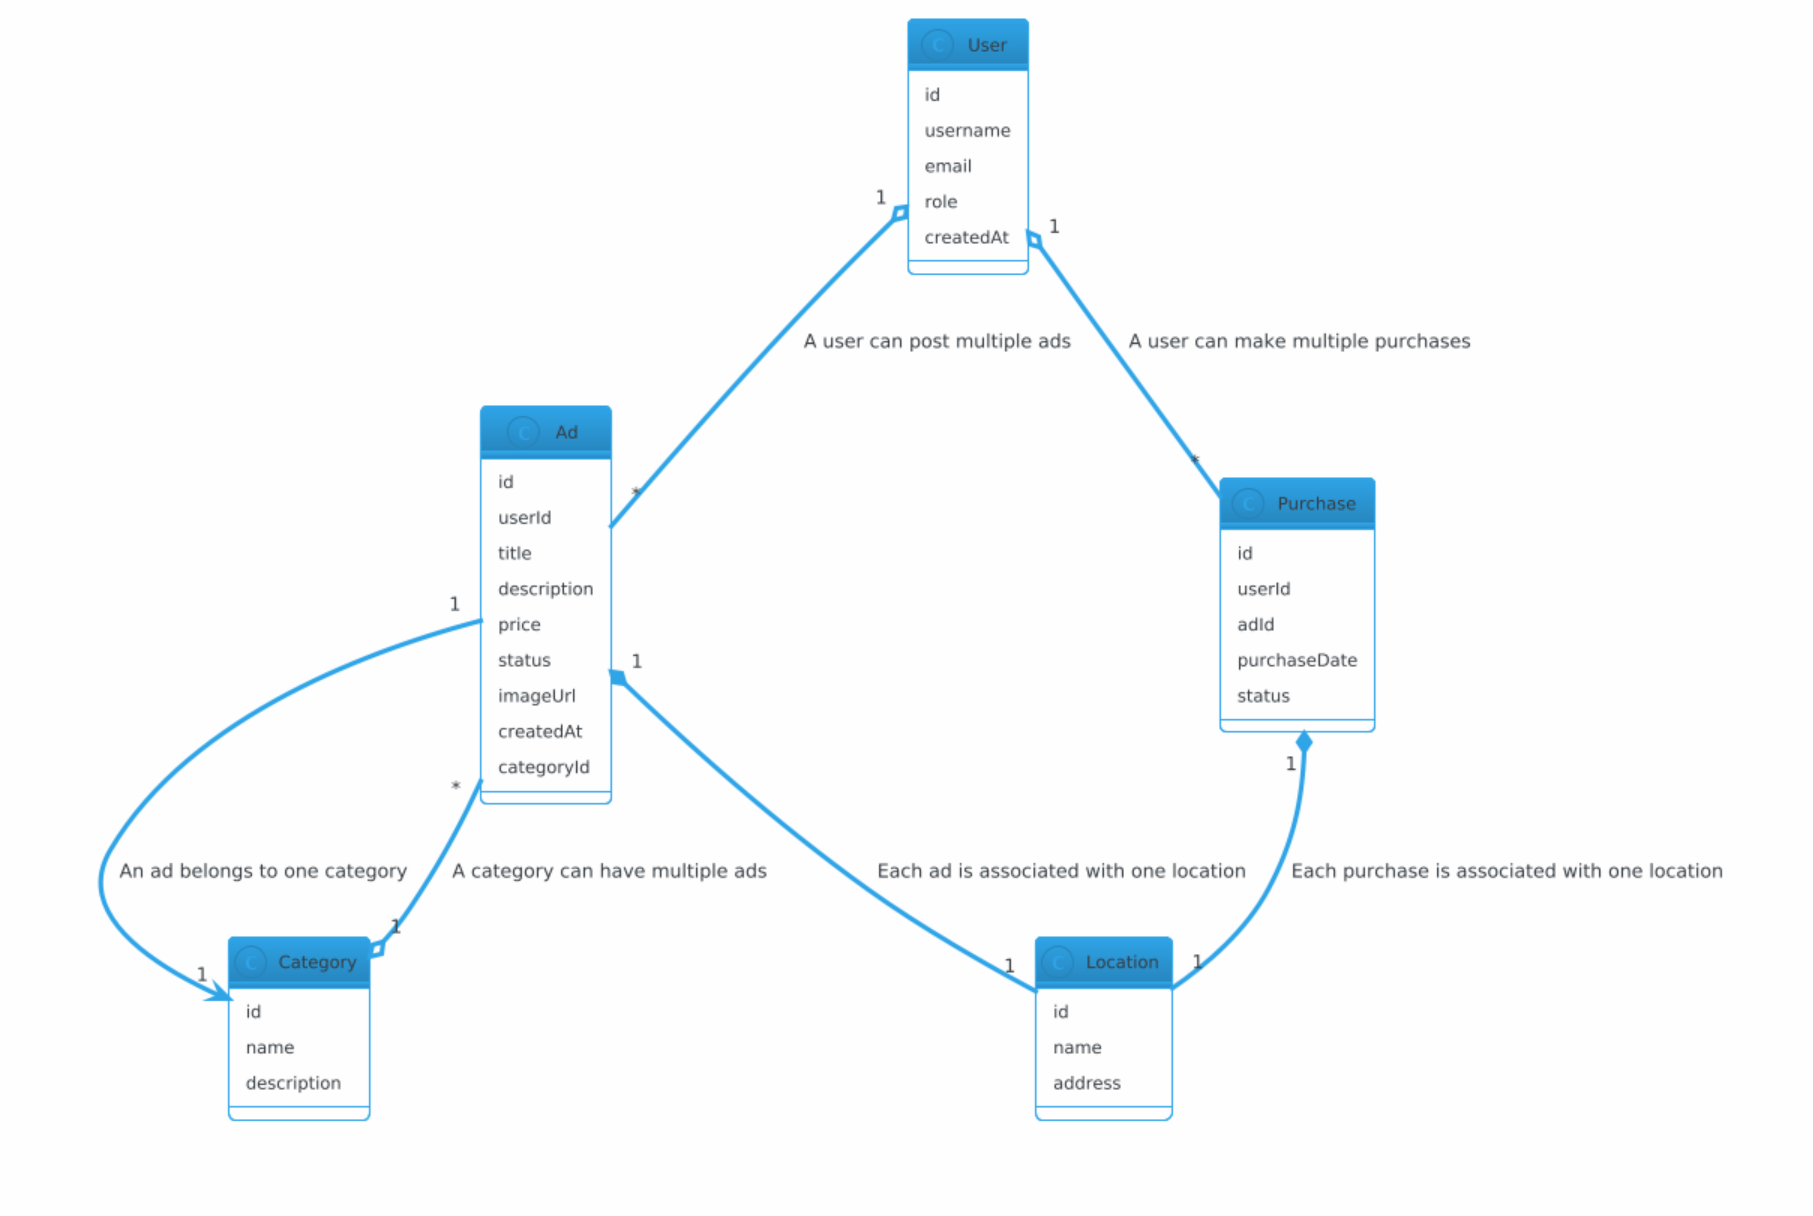 C User
id
username
email
role
createdAt
1
1
A user can post multiple ads
A user can make multiple purchases
*
*
C Ad
id
userId
title
description
price
status
imageUrl
createdAt
categoryId
C Purchase
id
userId
adId
purchaseDate
status
1
1
1
*
An ad belongs to one category
A category can have multiple ads
Each ad is associated with one location
Each purchase is associated with one location
1
1
1
1
C Category
id
name
description
C Location
id
name
address